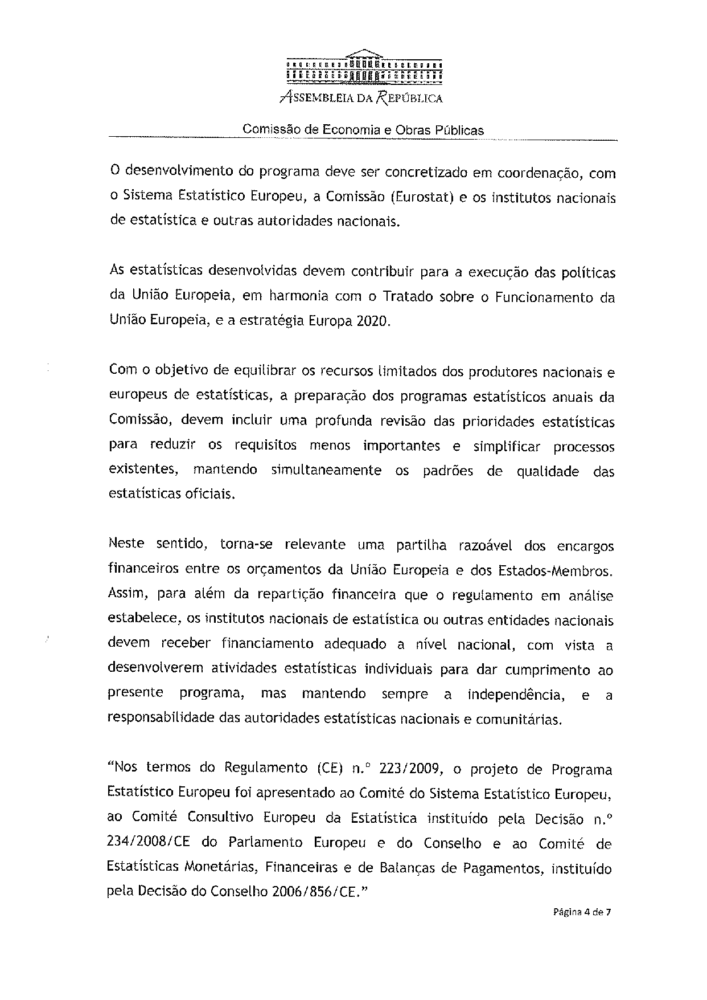 ASSEMBLEIA DA REPÚBLICA
Comissão de Economia e Obras Públicas
O desenvolvimento do programa deve ser concretizado em coordenação, com
o Sistema Estatístico Europeu, a Comissão (Eurostat) e os institutos nacionais
de estatística e outras autoridades nacionais.
As estatísticas desenvolvidas devem contribuir para a execução das políticas
da União Europeia, em harmonia com o Tratado sobre o Funcionamento da
União Europeia, e a estratégia Europa 2020.
Com o objetivo de equilibrar os recursos limitados dos produtores nacionais e
europeus de estatísticas, a preparação dos programas estatísticos anuais da
Comissão, devem incluir uma profunda revisão das prioridades estatísticas
para reduzir os requisitos menos importantes e simplificar processos
existentes, mantendo simultaneamente os padrões de qualidade das
estatísticas oficiais.
Neste sentido, torna-se relevante uma partilha razoável dos encargos
financeiros entre os orçamentos da União Europeia e dos Estados-Membros.
Assim, para além da repartição financeira que o regulamento em análise
estabelece, os institutos nacionais de estatística ou outras entidades nacionais
devem receber financiamento adequado a nível nacional, com vista a
desenvolverem atividades estatísticas individuais para dar cumprimento ao
presente programa, mas mantendo sempre a independência, e a
responsabilidade das autoridades estatísticas nacionais e comunitárias.
“Nos termos do Regulamento (CE) n.º 223/2009, o projeto de Programa
Estatístico Europeu foi apresentado ao Comité do Sistema Estatístico Europeu,
ao Comité Consultivo Europeu da Estatística instituído pela Decisão n.º
234/2008/CE do Parlamento Europeu e do Conselho e ao Comité de
Estatísticas Monetárias, Financeiras e de Balanças de Pagamentos, instituído
pela Decisão do Conselho 2006/856/CE.”
Página 4 de 7